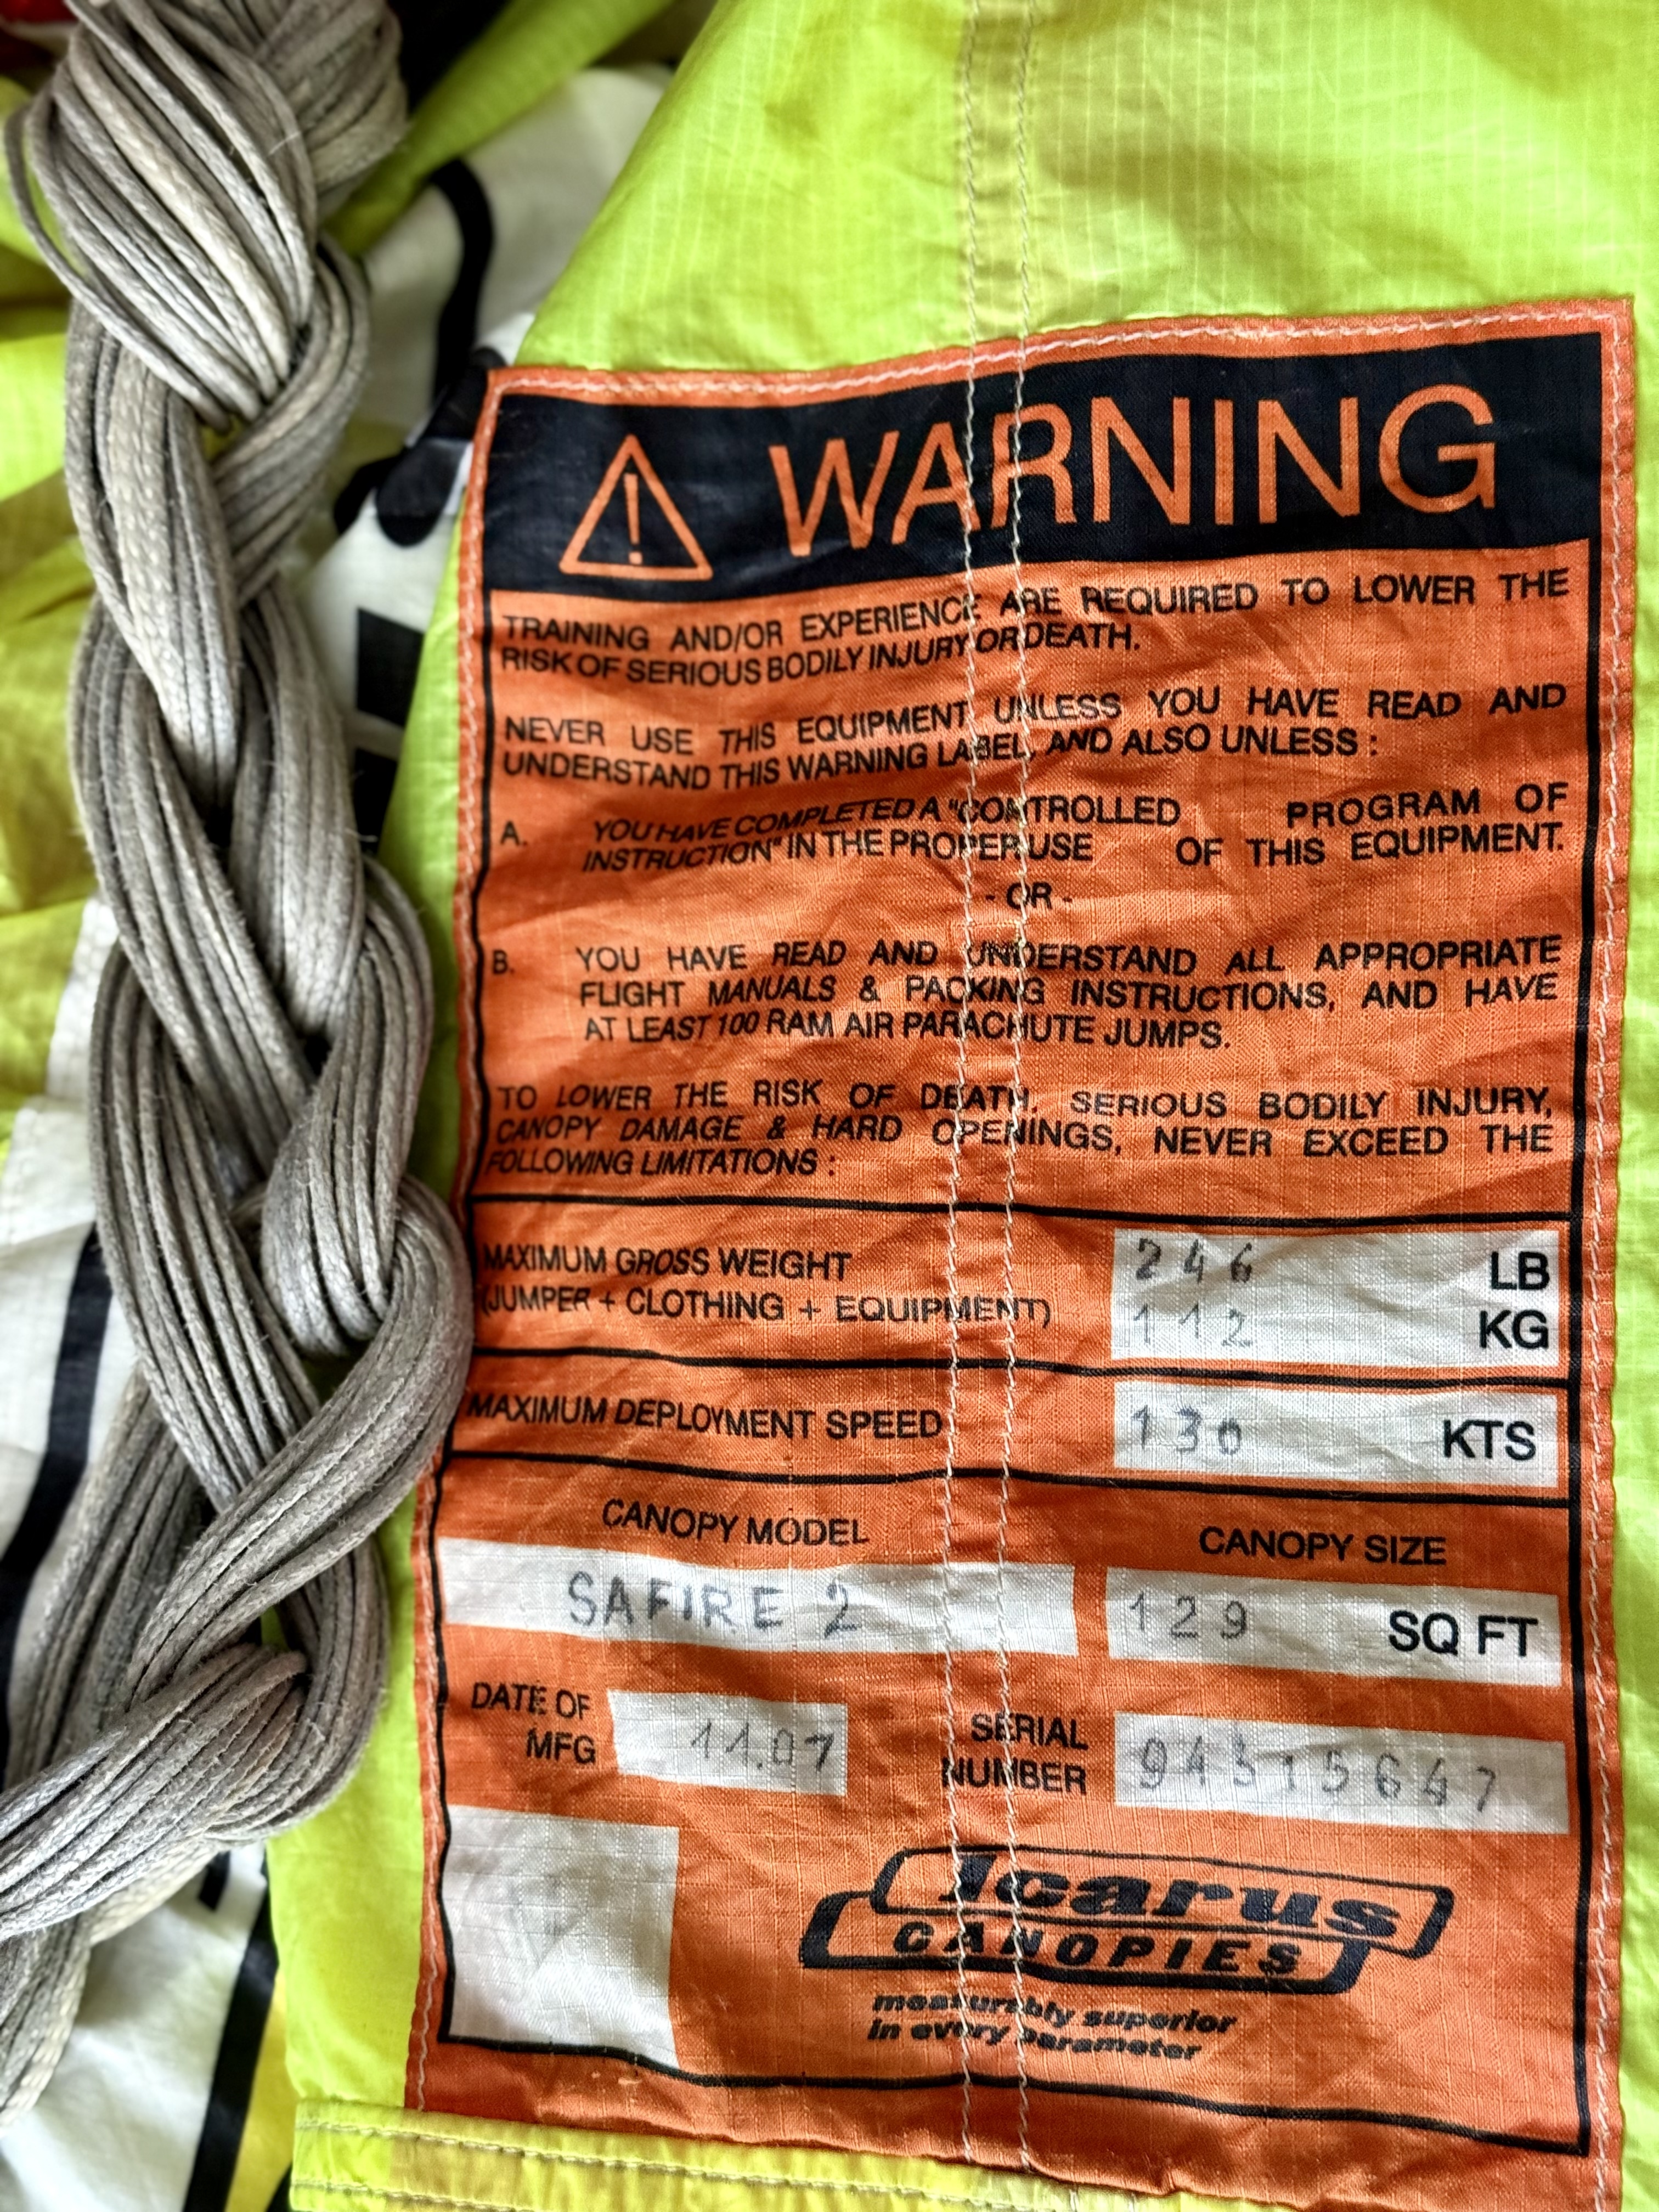 WARNING
TRAINING AND/OR EXPERIENCE ARE REQUIRED TO LOWER THE
RISK OF SERIOUS BODILY INJURY OR DEATH.
NEVER USE THIS EQUIPMENT UNLESS YOU HAVE READ AND
UNDERSTAND THIS WARNING LABEL, AND ALSO UNLESS :
A. YOU HAVE COMPLETED A "CONTROLLED PROGRAM OF
INSTRUCTION" IN THE PROPER USE OF THIS EQUIPMENT.
- OR -
B. YOU HAVE READ AND UNDERSTAND ALL APPROPRIATE
FLIGHT MANUALS & PACKING INSTRUCTIONS, AND HAVE
AT LEAST 100 RAM AIR PARACHUTE JUMPS.
TO LOWER THE RISK OF DEATH, SERIOUS BODILY INJURY,
CANOPY DAMAGE & HARD OPENINGS, NEVER EXCEED THE
FOLLOWING LIMITATIONS :
MAXIMUM GROSS WEIGHT 246 LB
(JUMPER + CLOTHING + EQUIPMENT) 112 KG
MAXIMUM DEPLOYMENT SPEED 130 KTS
CANOPY MODEL CANOPY SIZE
SAFIRE 2 129 SQ FT
DATE OF MFG 11.07 SERIAL NUMBER
Icarus
CANOPIES
measurably superior
in every parameter